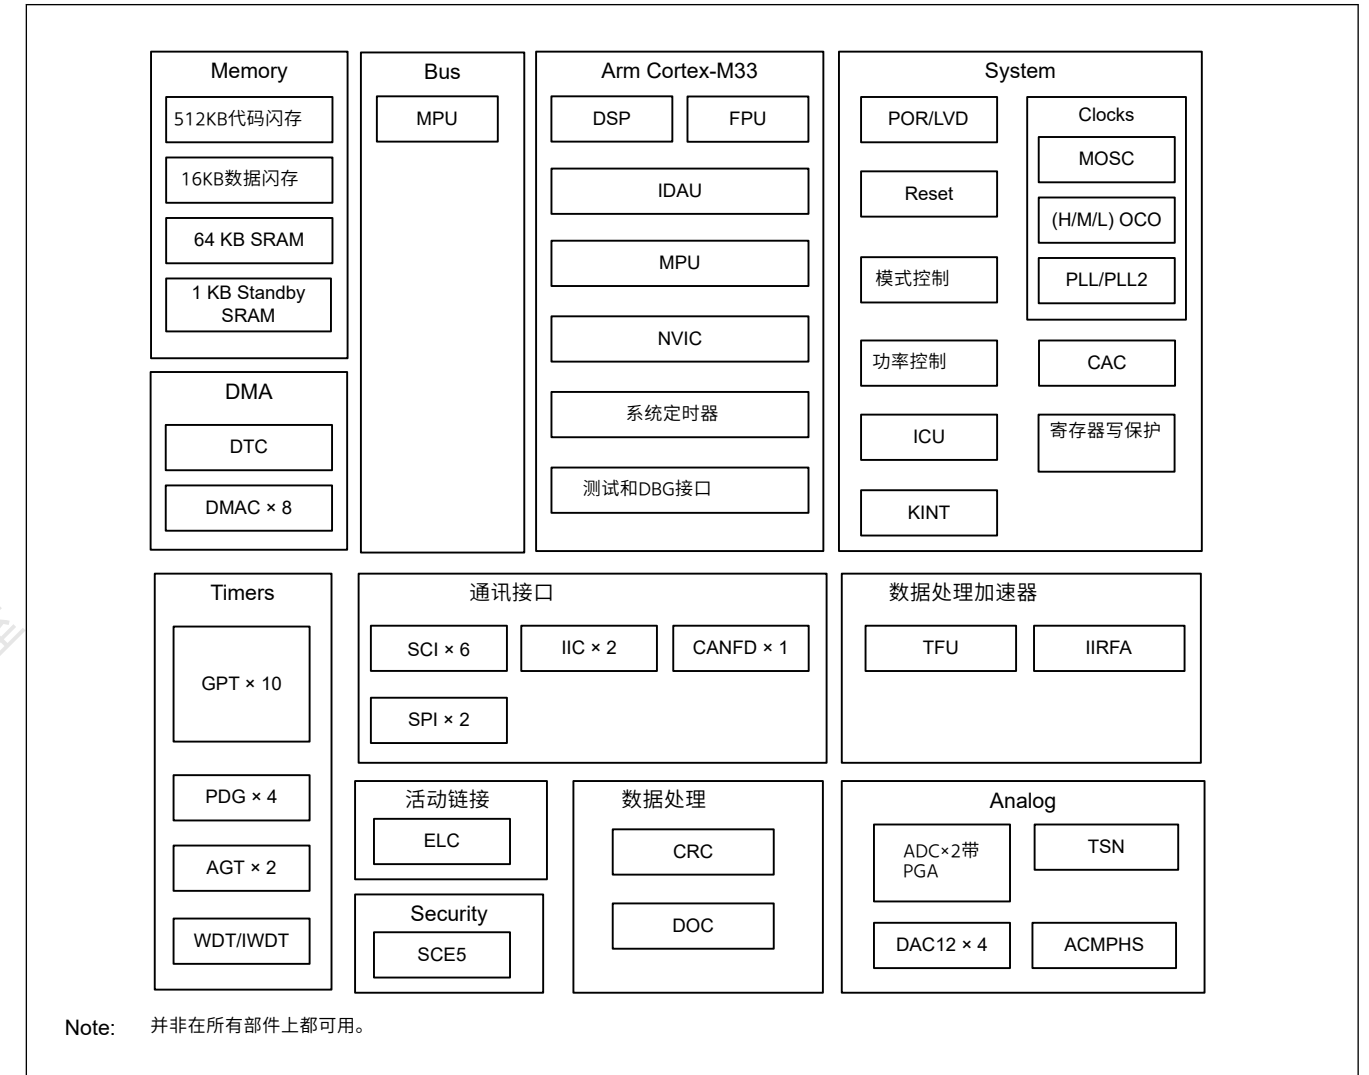 Memory
512KB代码闪存
16KB数据闪存
64 KB SRAM
1 KB Standby
SRAM
DMA
DTC
DMAC × 8
Bus
MPU
Arm Cortex-M33
DSP
FPU
IDAU
MPU
NVIC
系统定时器
测试和DBG接口
System
POR/LVD
Reset
模式控制
功率控制
ICU
KINT
Clocks
MOSC
(H/M/L) OCO
PLL/PLL2
CAC
寄存器写保护
Timers
GPT × 10
PDG × 4
AGT × 2
WDT/IWDT
通讯接口
SCI × 6
IIC × 2
CANFD × 1
SPI × 2
数据处理加速器
TFU
IIRFA
活动链接
ELC
Security
SCE5
数据处理
CRC
DOC
Analog
ADC×2带
PGA
TSN
DAC12 × 4
ACMPHS
Note: 并非在所有部件上都可用。